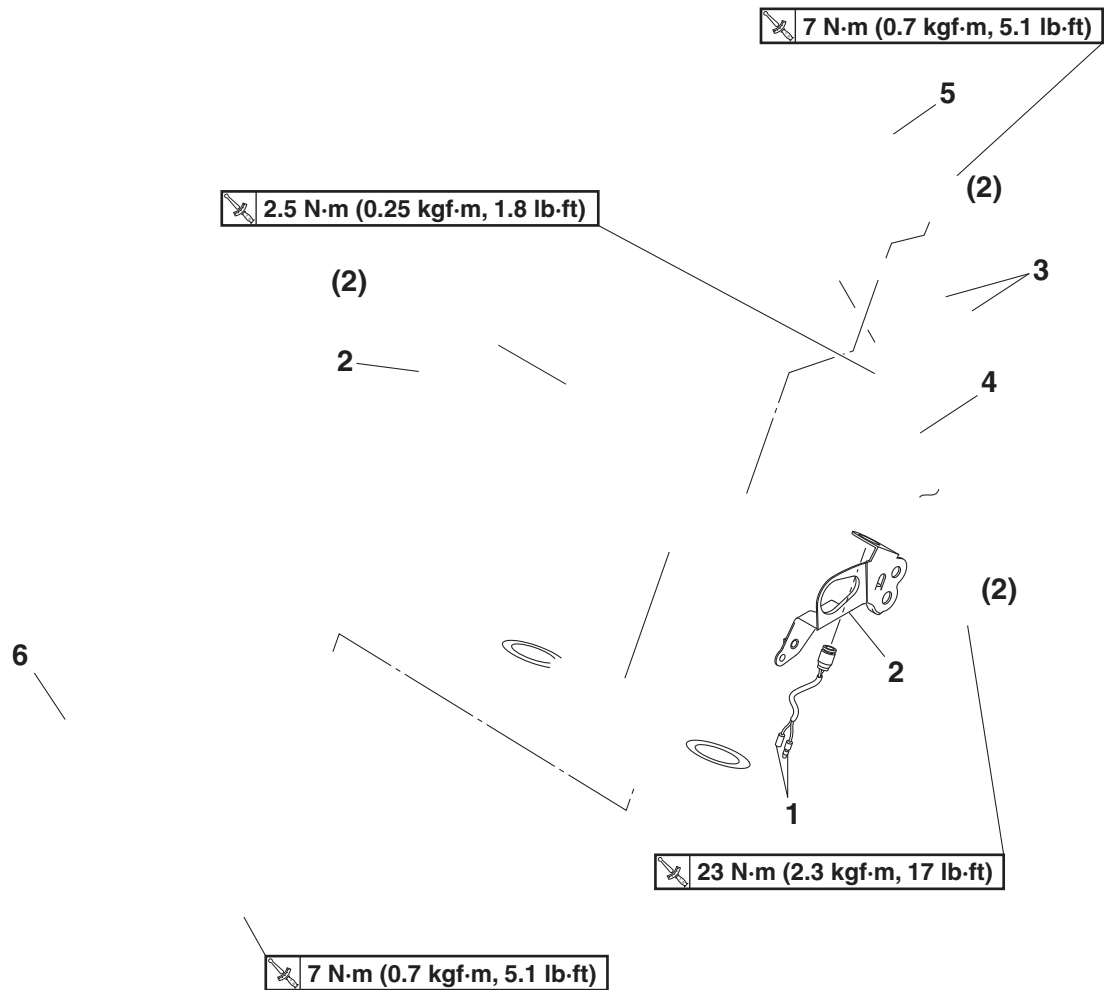 7 N·m (0.7 kgf·m, 5.1 lb·ft)
5
(2)
2.5 N·m (0.25 kgf·m, 1.8 lb·ft)
3
(2)
2
4
(2)
6
2
1
23 N·m (2.3 kgf·m, 17 lb·ft)
7 N·m (0.7 kgf·m, 5.1 lb·ft)